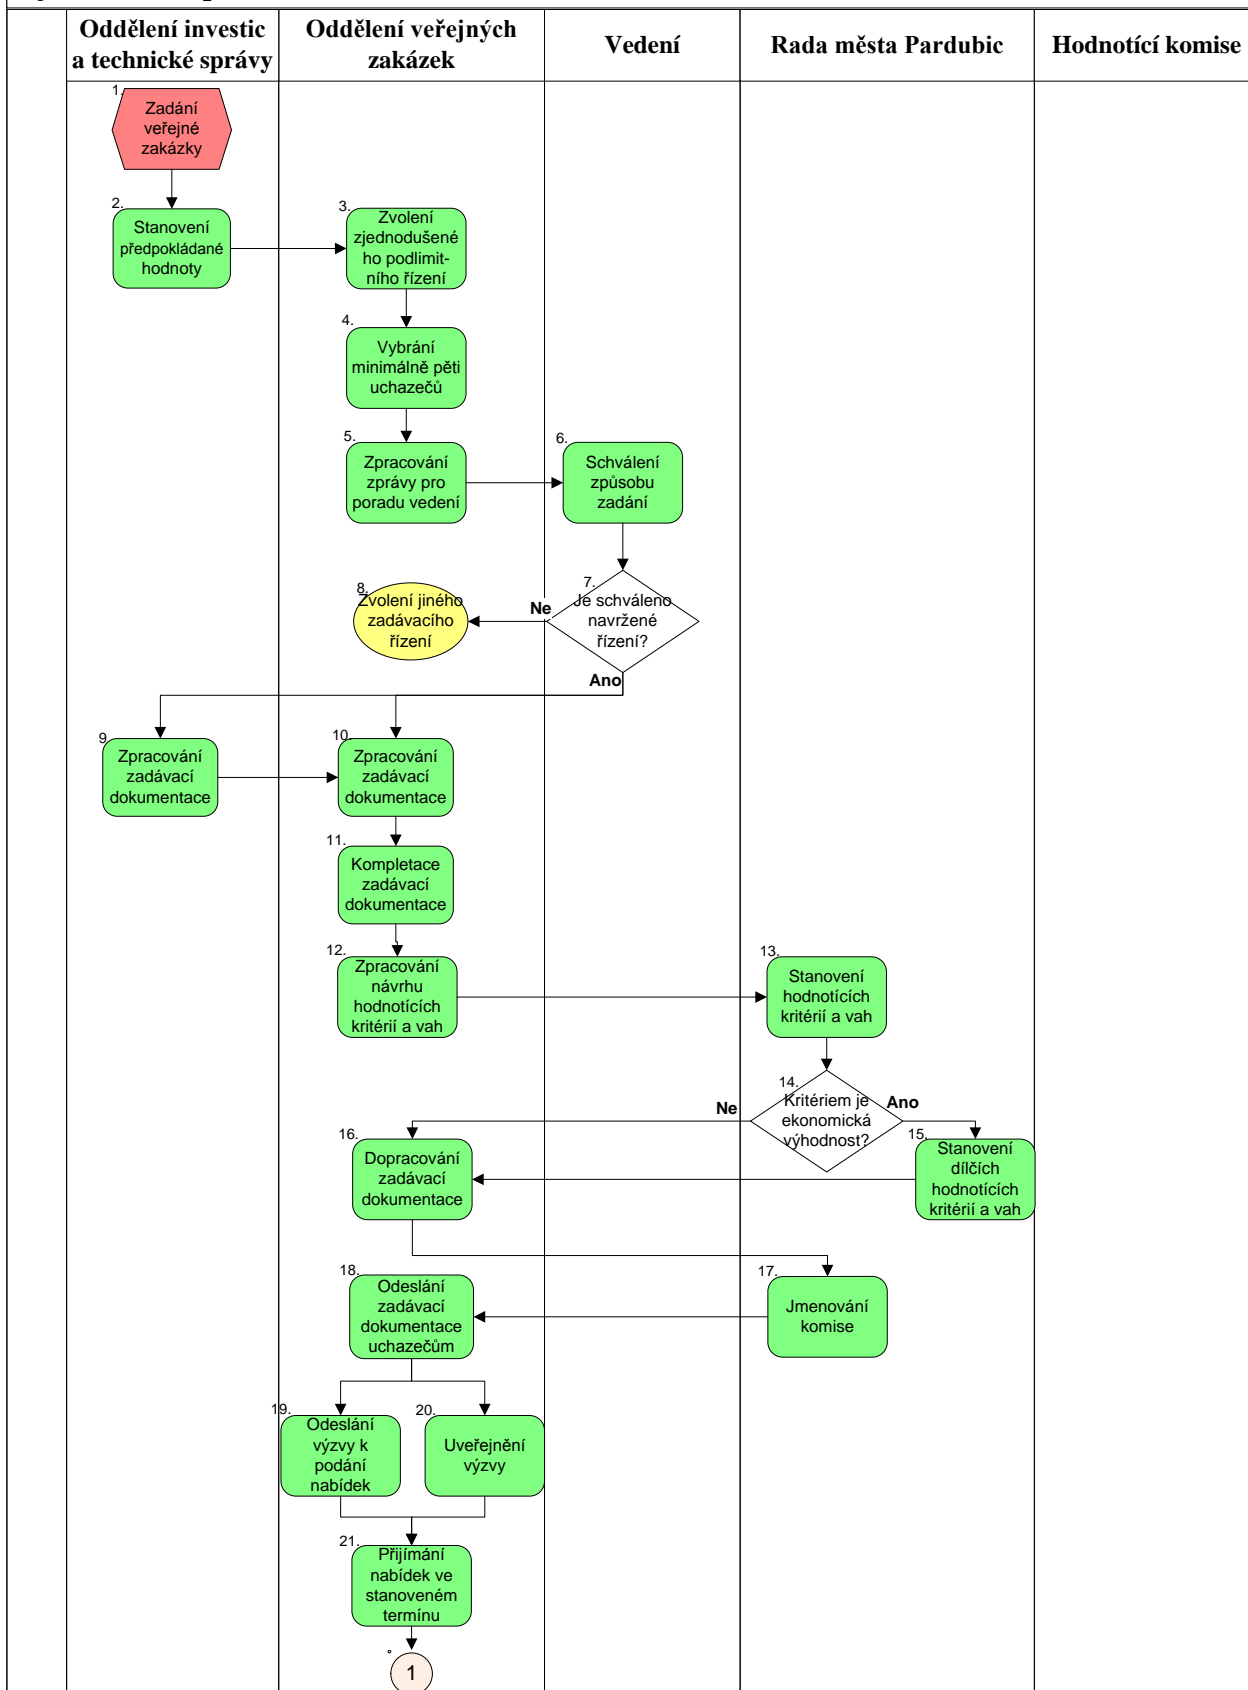 Oddělení investic
a technické správy
Oddělení veřejných
zakázek
Vedení
Rada města Pardubic
Hodnotící komise
1.
Zadání
veřejné
zakázky
2.
Stanovení
předpokládané
hodnoty
3.
Zvolení
zjednodušené
ho podlimit-
ního řízení
4.
Vybrání
minimálně pěti
uchazečů
5.
Zpracování
zprávy pro
poradu vedení
6.
Schválení
způsobu
zadání
7.
Je schváleno
navržené
řízení?
Ne
Ano
8.
Zvolení jiného
zadávacího
řízení
9.
Zpracování
zadávací
dokumentace
10.
Zpracování
zadávací
dokumentace
11.
Kompletace
zadávací
dokumentace
12.
Zpracování
návrhu
hodnotících
kritérií a vah
13.
Stanovení
hodnotících
kritérií a vah
14.
Kritériem je
ekonomická
výhodnost?
Ne
Ano
15.
Stanovení
dílčích
hodnotících
kritérií a vah
16.
Dopracování
zadávací
dokumentace
17.
Jmenování
komise
18.
Odeslání
zadávací
dokumentace
uchazečům
19.
Odeslání
výzvy k
podání
nabídek
20.
Uveřejnění
výzvy
21.
Přijímání
nabídek ve
stanoveném
termínu
1